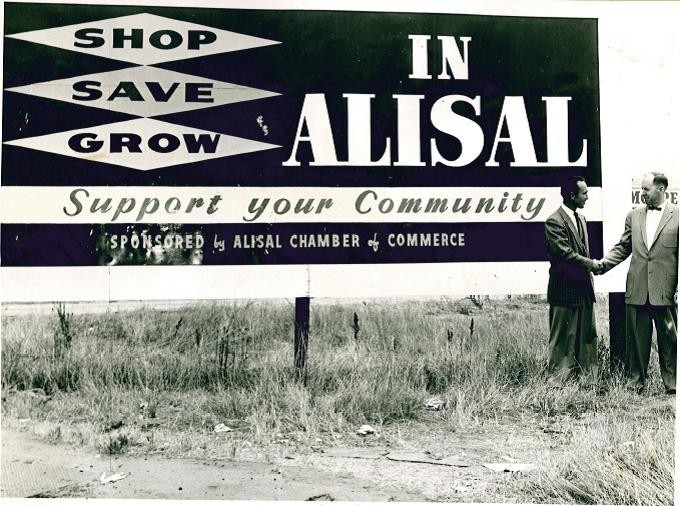 SHOP
SAVE
GROW
IN
ALISAL
Support your Community
SPONSORED by ALISAL CHAMBER of COMMERCE